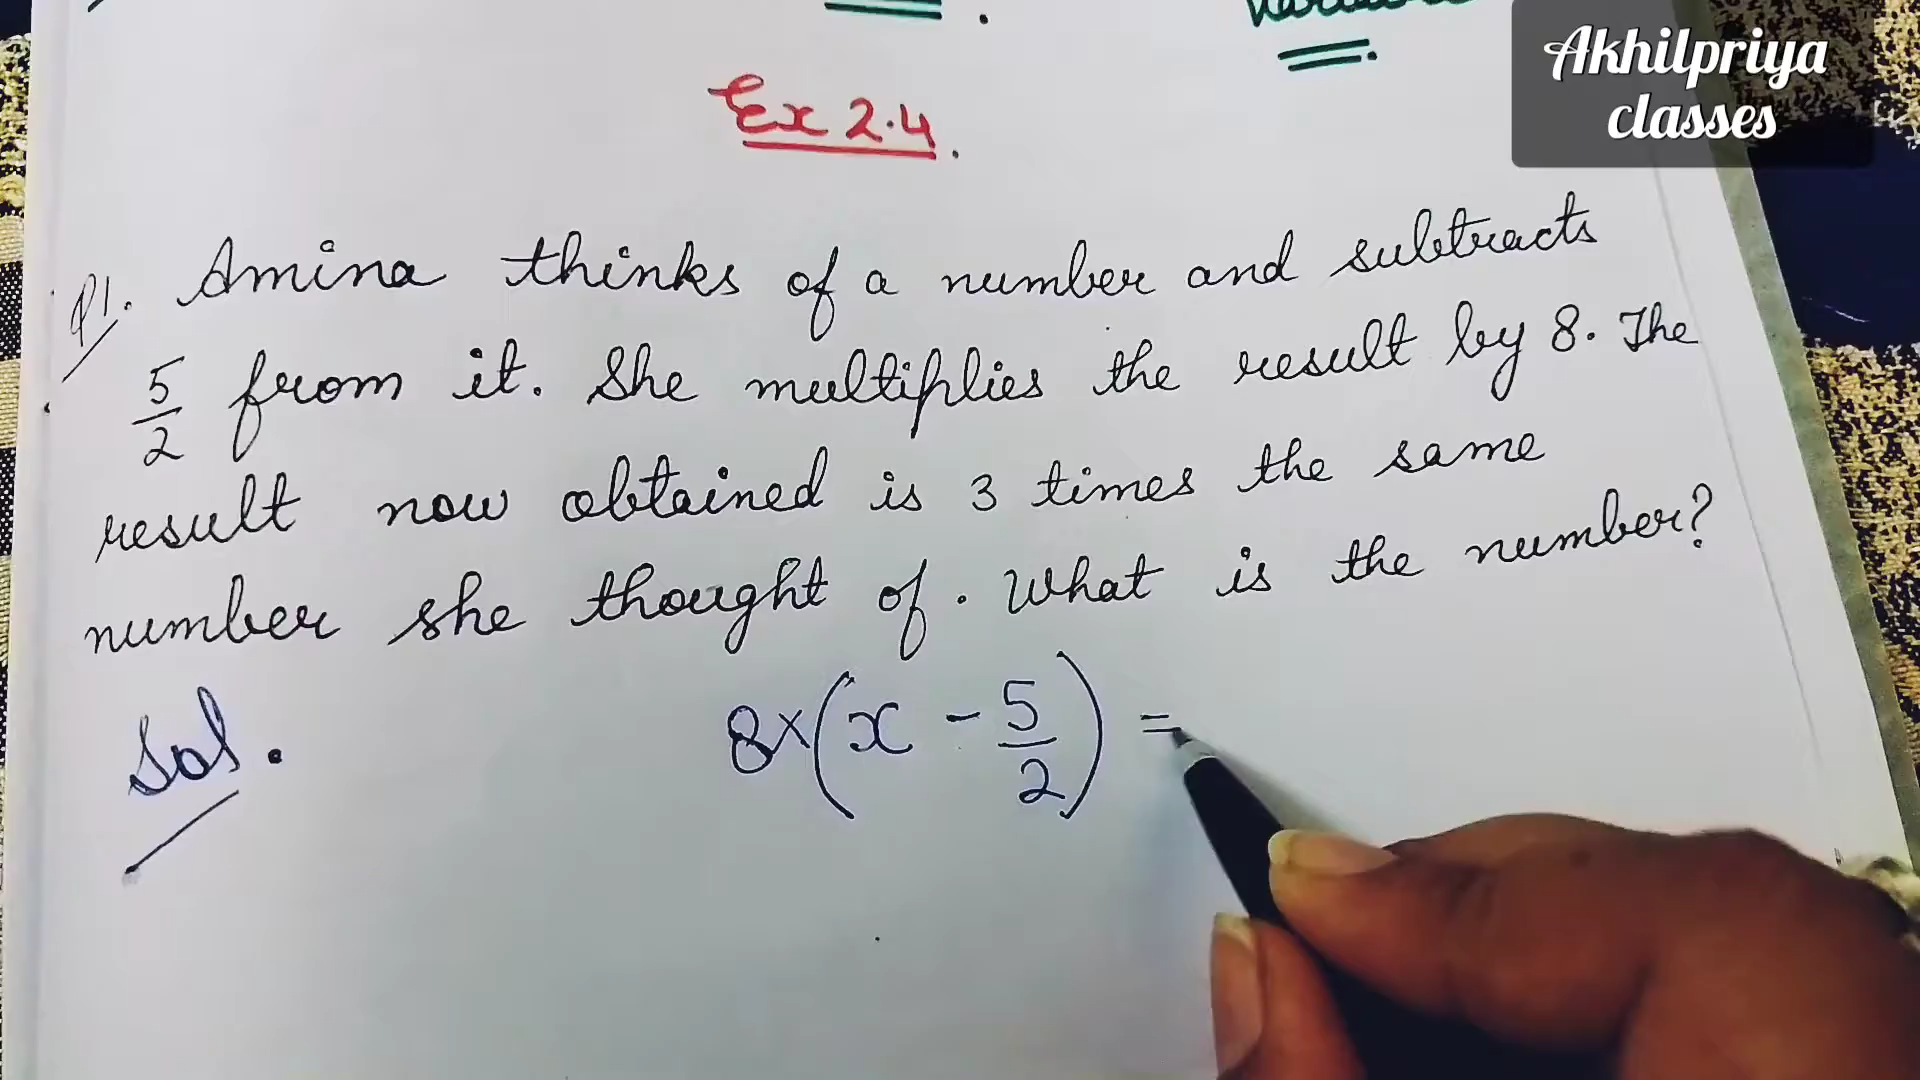 Akhilpriya
classes
Ex 2.4.
Q1. Amina thinks of a number and subtracts
5/2 from it. She multiplies the result by 8. The
result now obtained is 3 times the same
number she thought of. What is the number?
Sol. 8×(x - 5/2) =